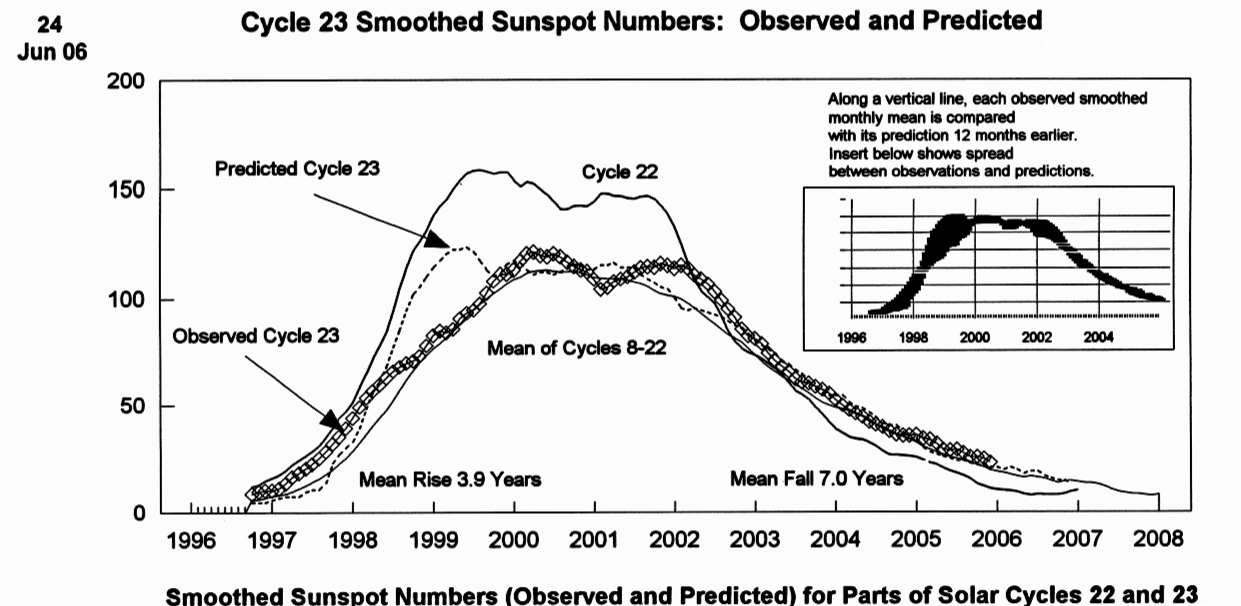 24
Jun 06
Cycle 23 Smoothed Sunspot Numbers: Observed and Predicted
200
150
100
50
0
Along a vertical line, each observed smoothed
monthly mean is compared
with its prediction 12 months earlier.
Insert below shows spread
between observations and predictions.
Predicted Cycle 23
Cycle 22
Observed Cycle 23
Mean of Cycles 8-22
1996 1998 2000 2002 2004
Mean Rise 3.9 Years
Mean Fall 7.0 Years
1996 1997 1998 1999 2000 2001 2002 2003 2004 2005 2006 2007 2008
Smoothed Sunspot Numbers (Observed and Predicted) for Parts of Solar Cycles 22 and 23